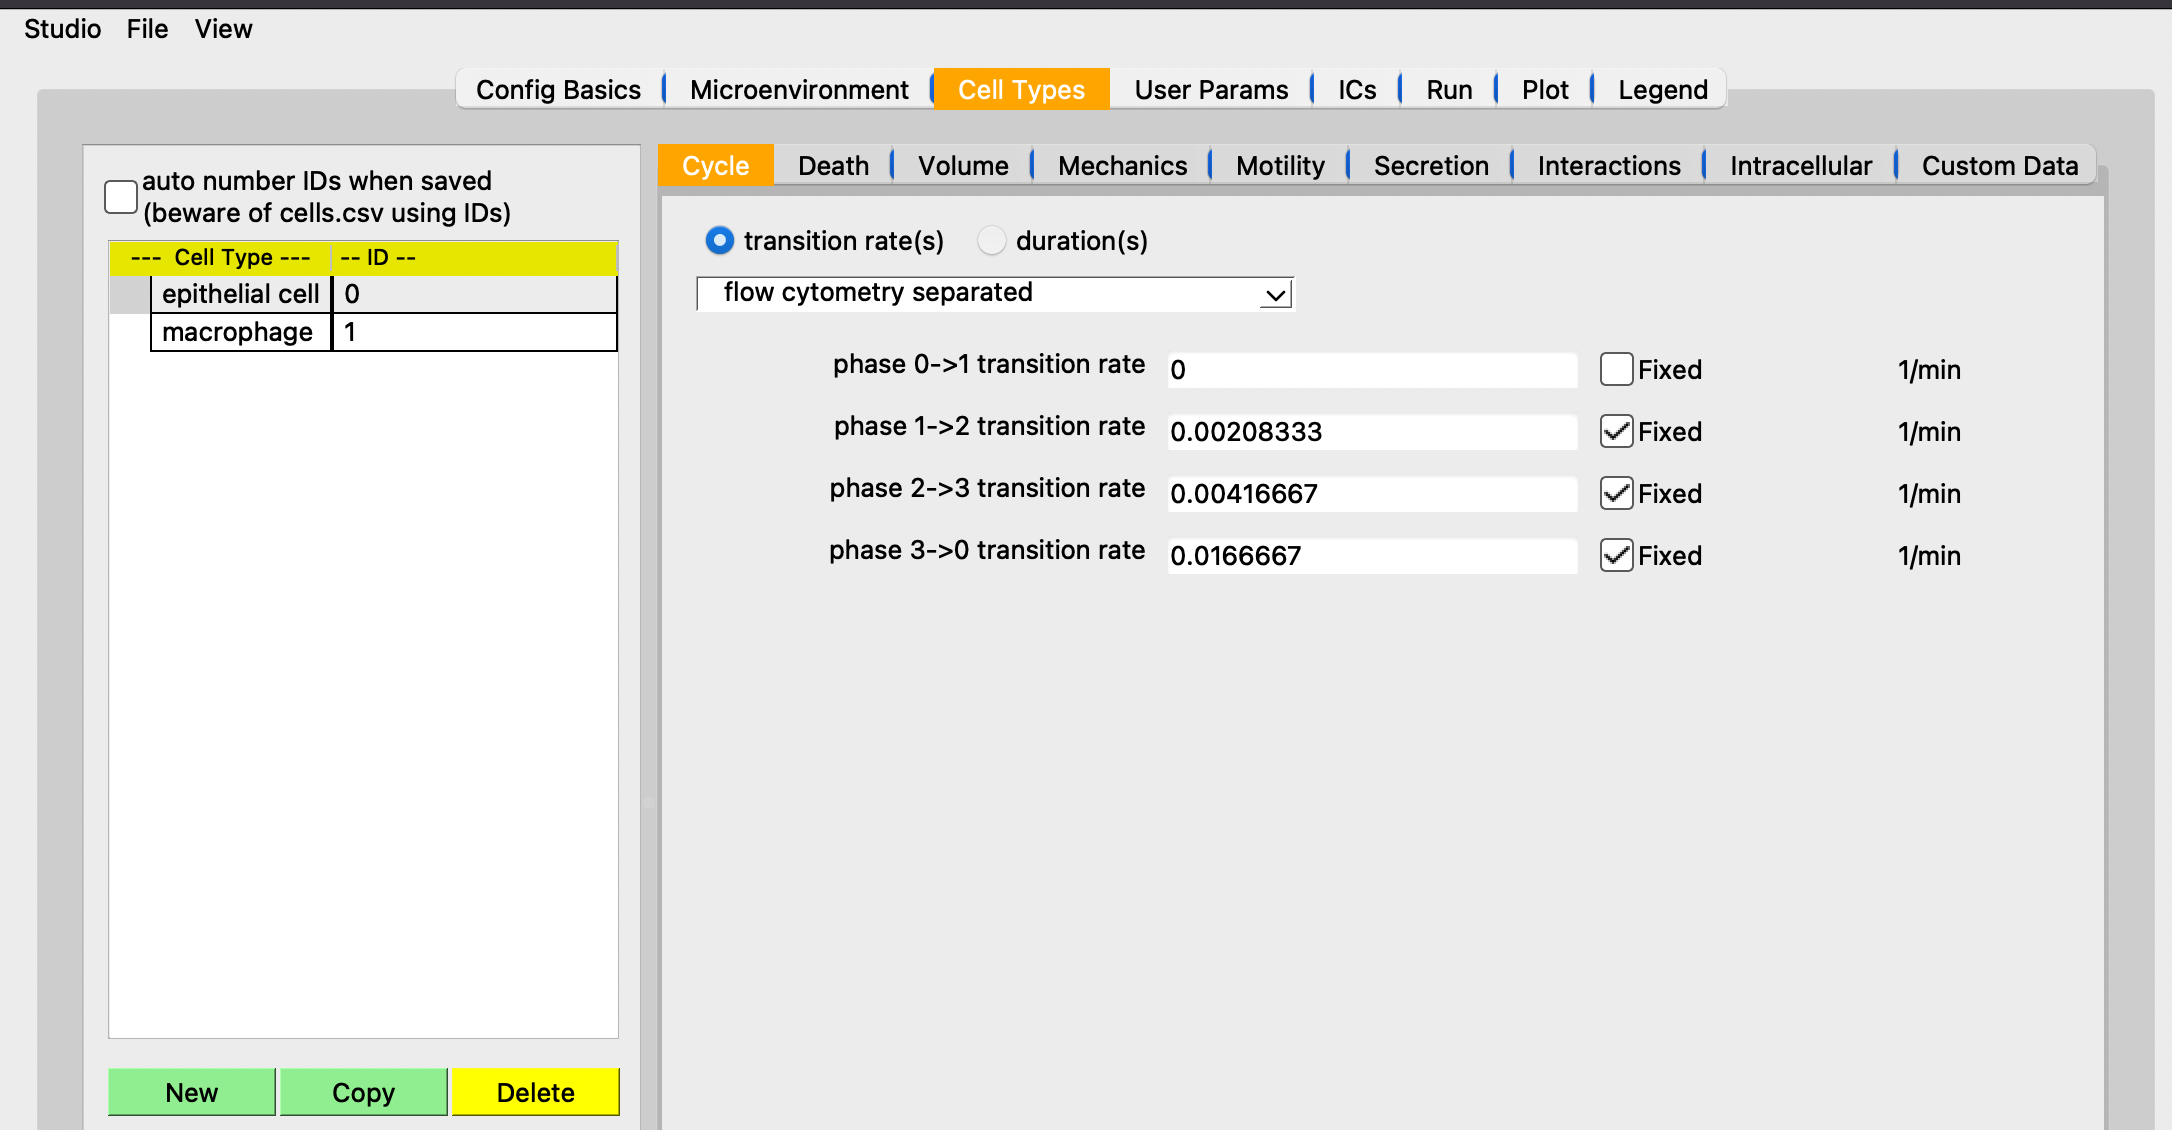 Studio File View
Config Basics Microenvironment Cell Types User Params ICs Run Plot Legend
auto number IDs when saved
(beware of cells.csv using IDs)
--- Cell Type --- -- ID --
epithelial cell 0
macrophage 1
New Copy Delete
Cycle Death Volume Mechanics Motility Secretion Interactions Intracellular Custom Data
transition rate(s) duration(s)
flow cytometry separated
phase 0->1 transition rate 0 Fixed 1/min
phase 1->2 transition rate 0.00208333 Fixed 1/min
phase 2->3 transition rate 0.00416667 Fixed 1/min
phase 3->0 transition rate 0.0166667 Fixed 1/min